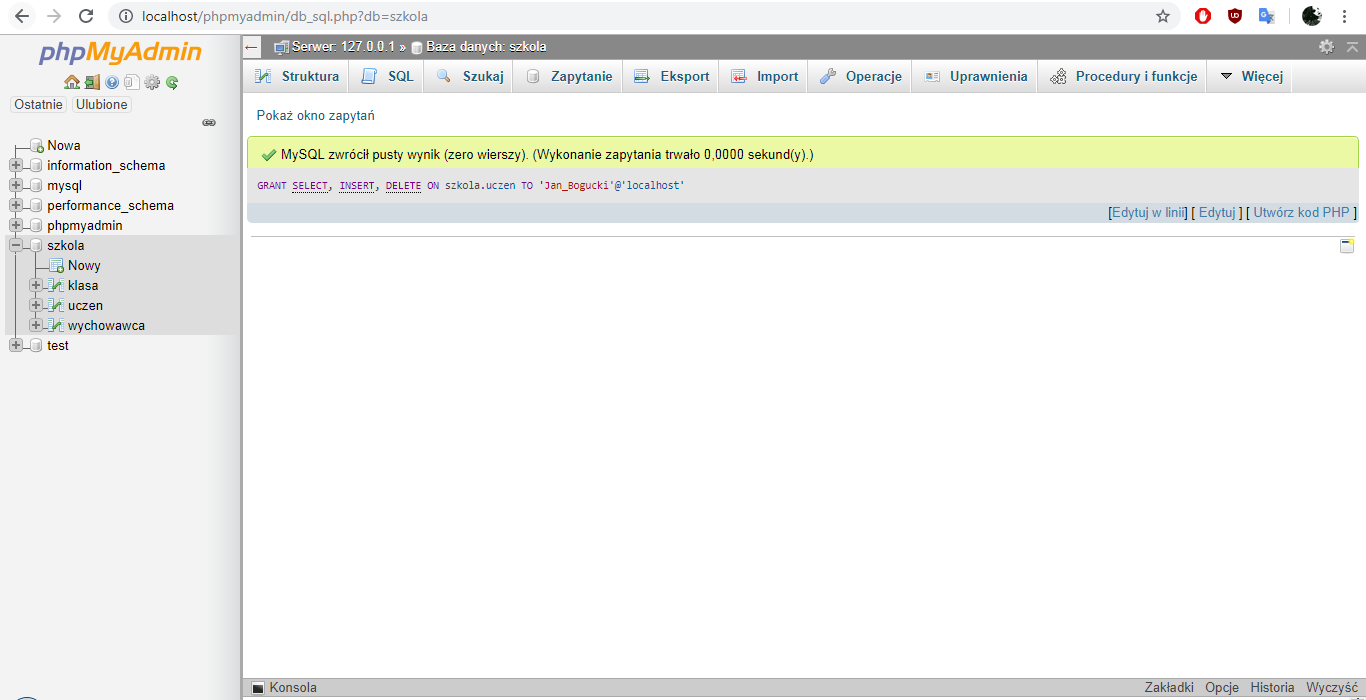 localhost/phpmyadmin/db_sql.php?db=szkola
phpMyAdmin
Ostatnie Ulubione
Nowa
information_schema
mysql
performance_schema
phpmyadmin
szkola
Nowy
klasa
uczen
wychowawca
test
Serwer: 127.0.0.1 » Baza danych: szkola
Struktura SQL Szukaj Zapytanie Eksport Import Operacje Uprawnienia Procedury i funkcje Więcej
Pokaż okno zapytań
MySQL zwrócił pusty wynik (zero wierszy). (Wykonanie zapytania trwało 0,0000 sekund(y).)
GRANT SELECT, INSERT, DELETE ON szkola.uczen TO 'Jan_Bogucki'@'localhost'
[Edytuj w linii] [ Edytuj ] [ Utwórz kod PHP ]
Konsola Zakładki Opcje Historia Wyczyść